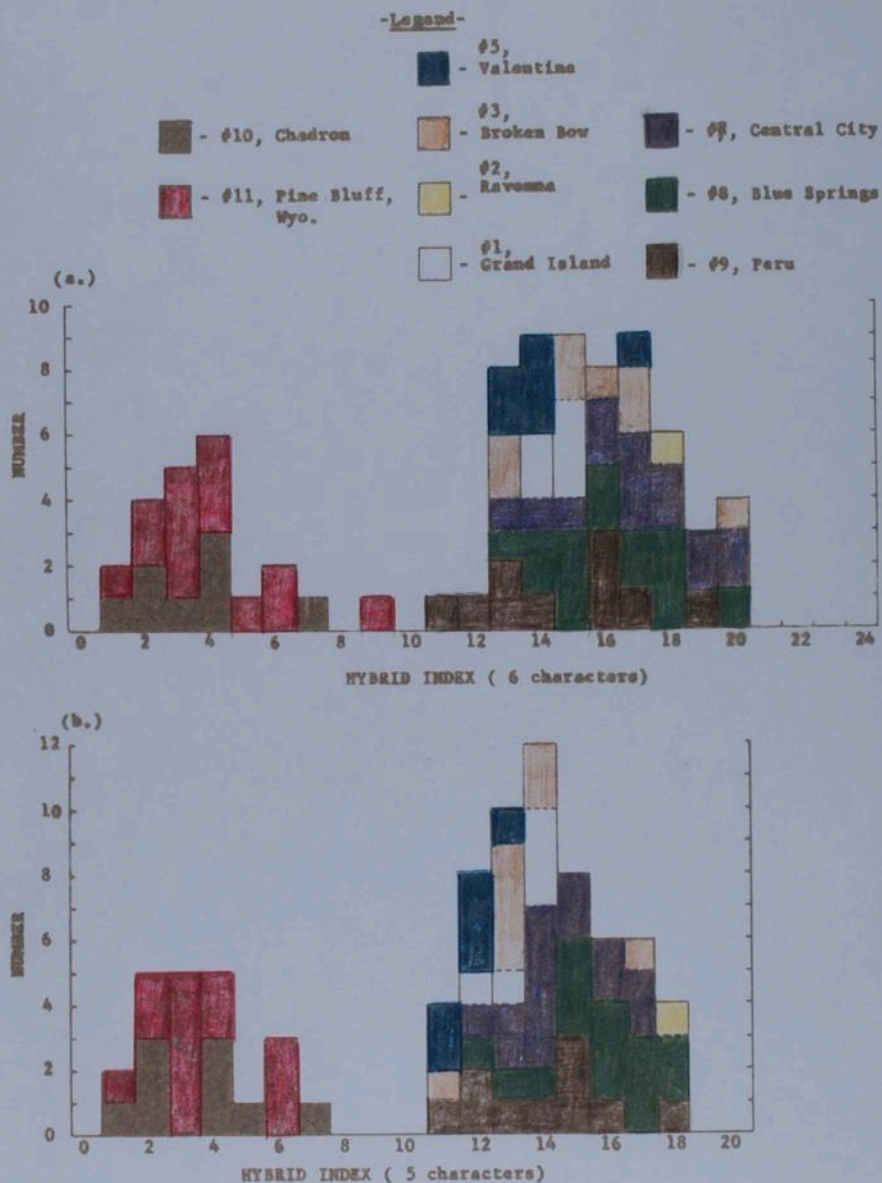 -Legend-
#5,
- Valentine
#3,
- #10, Chadron
- Broken Bow
- #7, Central City
#2,
- #11, Pine Bluff,
Wyo.
- Ravenna
- #8, Blue Springs
#1,
- Grand Island
- #9, Peru
(a.)
10
8
6
4
2
0
NUMBER
0 2 4 6 8 10 12 14 16 18 20 22 24
HYBRID INDEX ( 6 characters)
(b.)
12
10
8
6
4
2
0
NUMBER
0 2 4 6 8 10 12 14 16 18 20
HYBRID INDEX ( 5 characters)